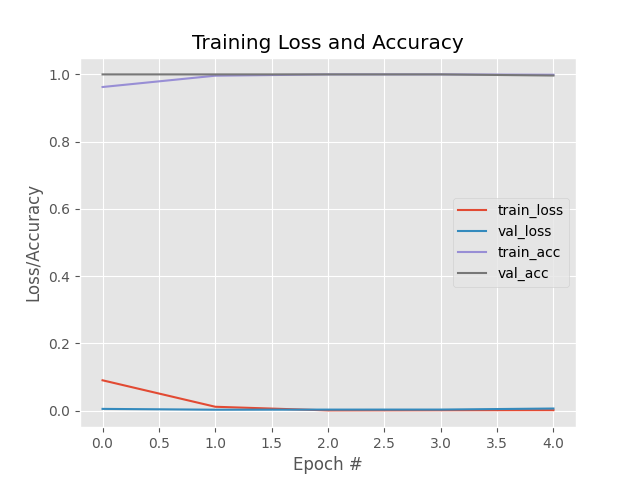 Training Loss and Accuracy
1.0
0.8
0.6
0.4
0.2
0.0
Loss/Accuracy
train_loss
val_loss
train_acc
val_acc
0.0 0.5 1.0 1.5 2.0 2.5 3.0 3.5 4.0
Epoch #